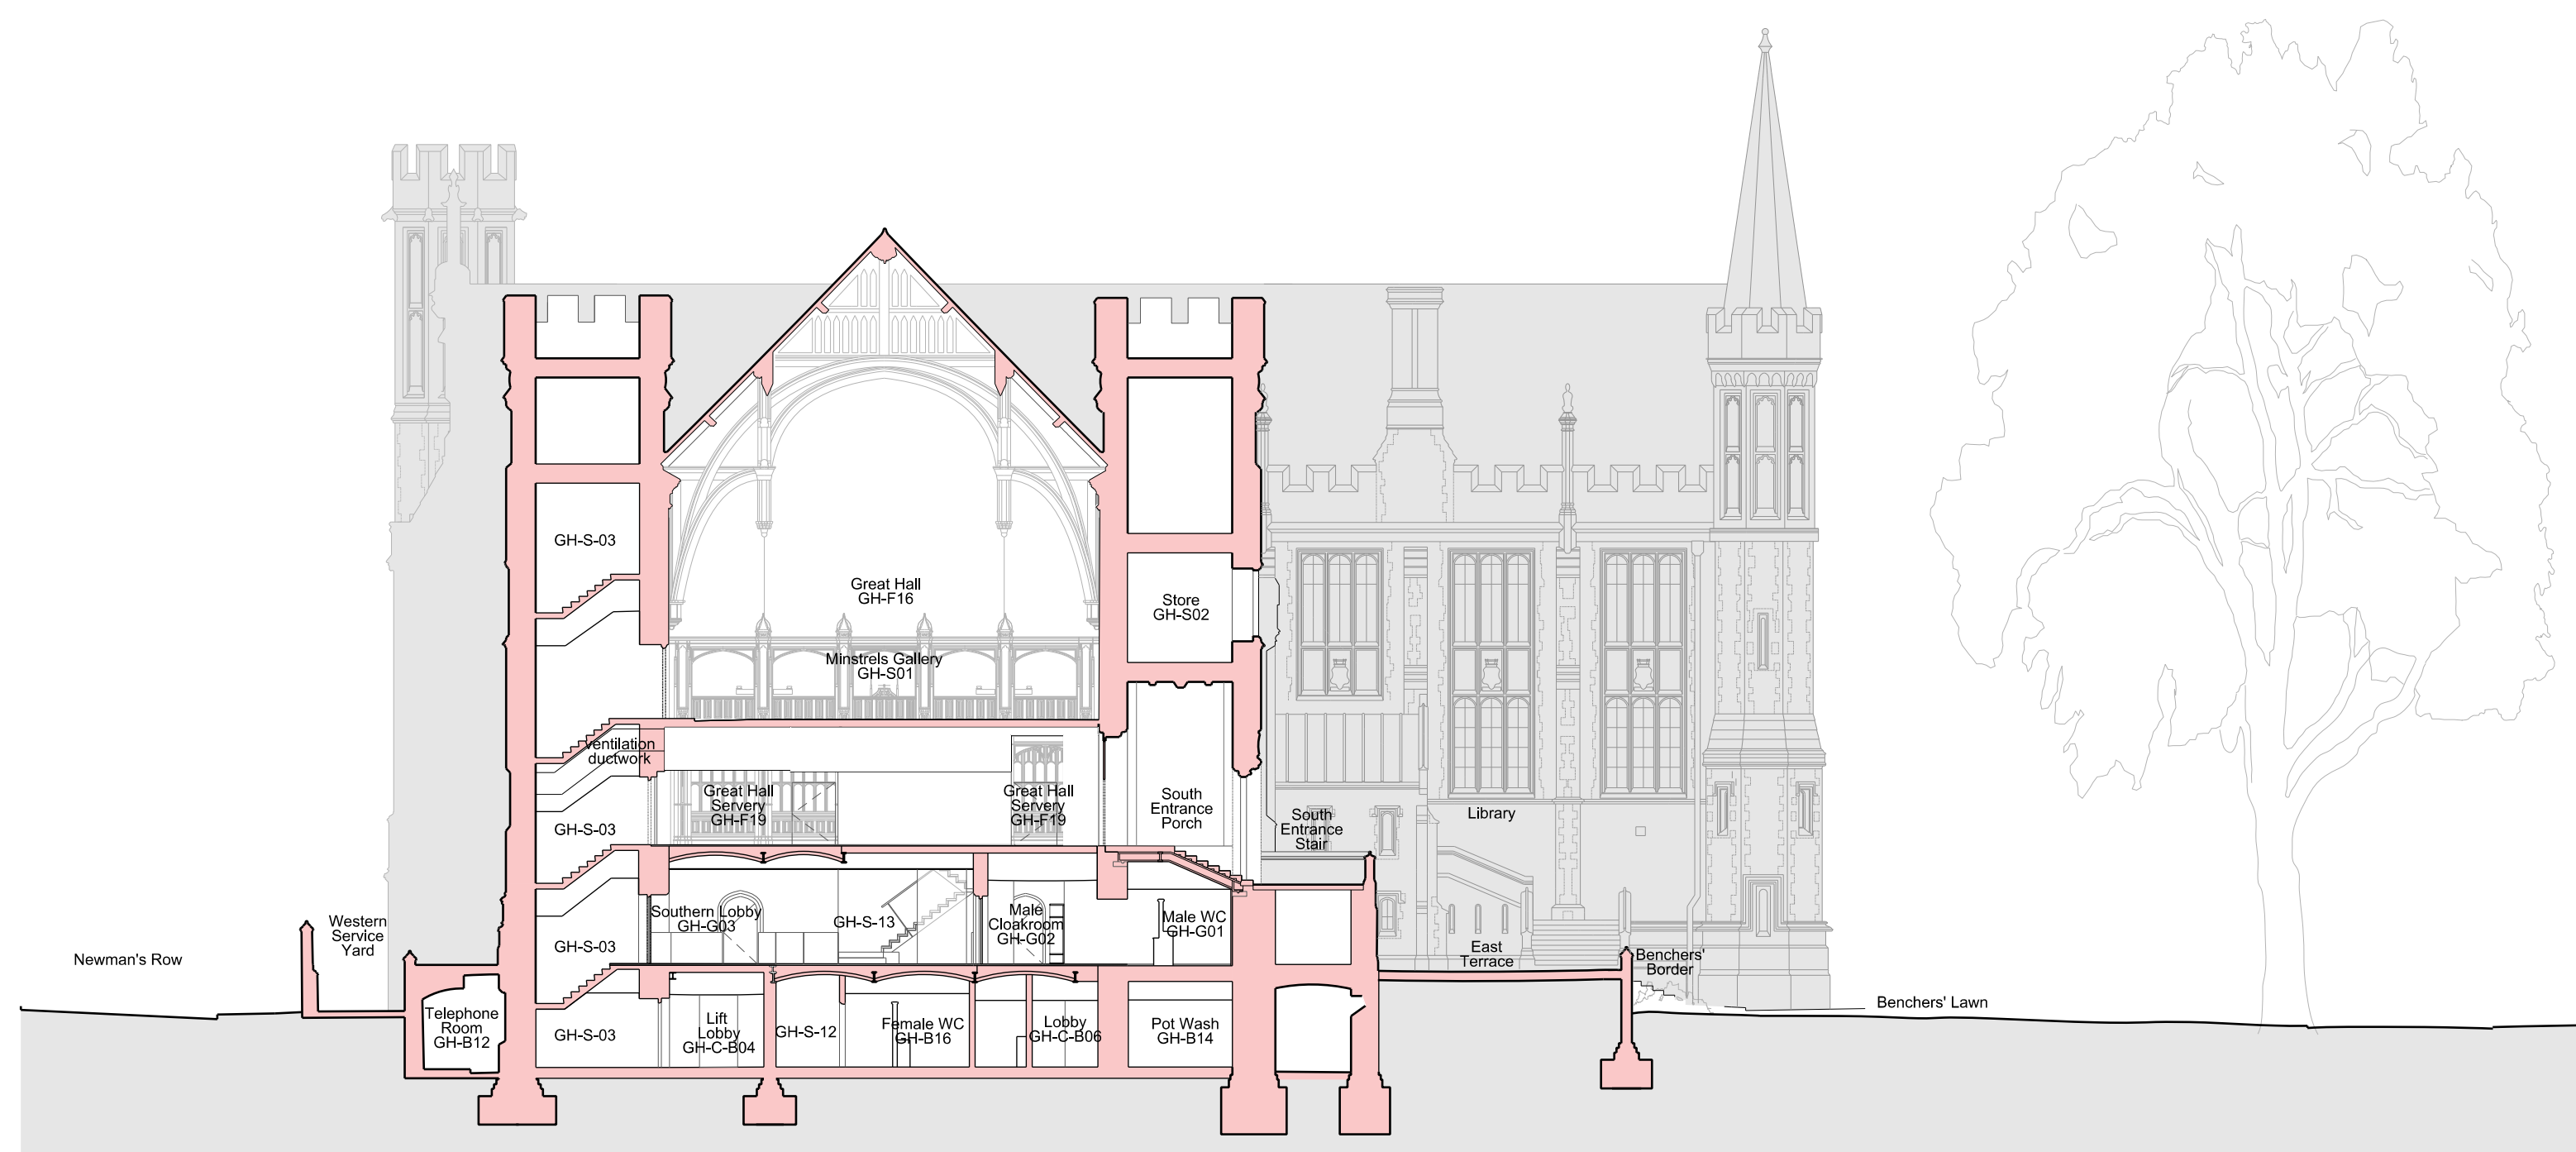 GH-S-03
Great Hall
GH-F16
Store
GH-S02
Minstrels Gallery
GH-S01
ventilation
ductwork
Great Hall
Servery
GH-F19
Great Hall
Servery
GH-F19
South
Entrance
Porch
South
Entrance
Stair
Library
GH-S-03
Western
Service
Yard
Newman's Row
GH-S-03
Southern Lobby
GH-G03
GH-S-13
Male
Cloakroom
GH-G02
Male WC
GH-G01
East
Terrace
Benchers'
Border
Benchers' Lawn
Telephone
Room
GH-B12
GH-S-03
Lift
Lobby
GH-C-B04
GH-S-12
Female WC
GH-B16
Lobby
GH-C-B06
Pot Wash
GH-B14